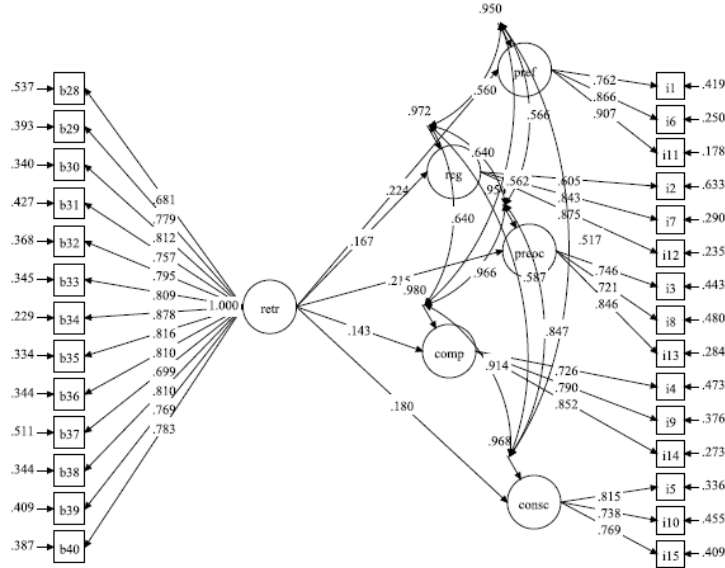 .950
.537 b28
pref
.762 i1 .419
.560
.866 i6 .250
.393 b29
.972
.566
.907 i11 .178
.340 b30
.640
reg
.562 .605 i2 .633
.427 b31
.681
.224
.843 i7 .290
.779
.640
.875 i12 .235
.368 b32
.812
.167
.517
.757
preoc
.795
.215
.966
.587
.746 i3 .443
.345 b33
.809
.980
.721 i8 .480
.229 b34
.878
1.000
retr
.846 i13 .284
.334 b35
.816
.143
comp
.847
.810
.914
.726 i4 .473
.344 b36
.699
.790 i9 .376
.511 b37
.810
.180
.852 i14 .273
.769
.968
.344 b38
.783
.815 i5 .336
.409 b39
consc
.738 i10 .455
.387 b40
.769 i15 .409